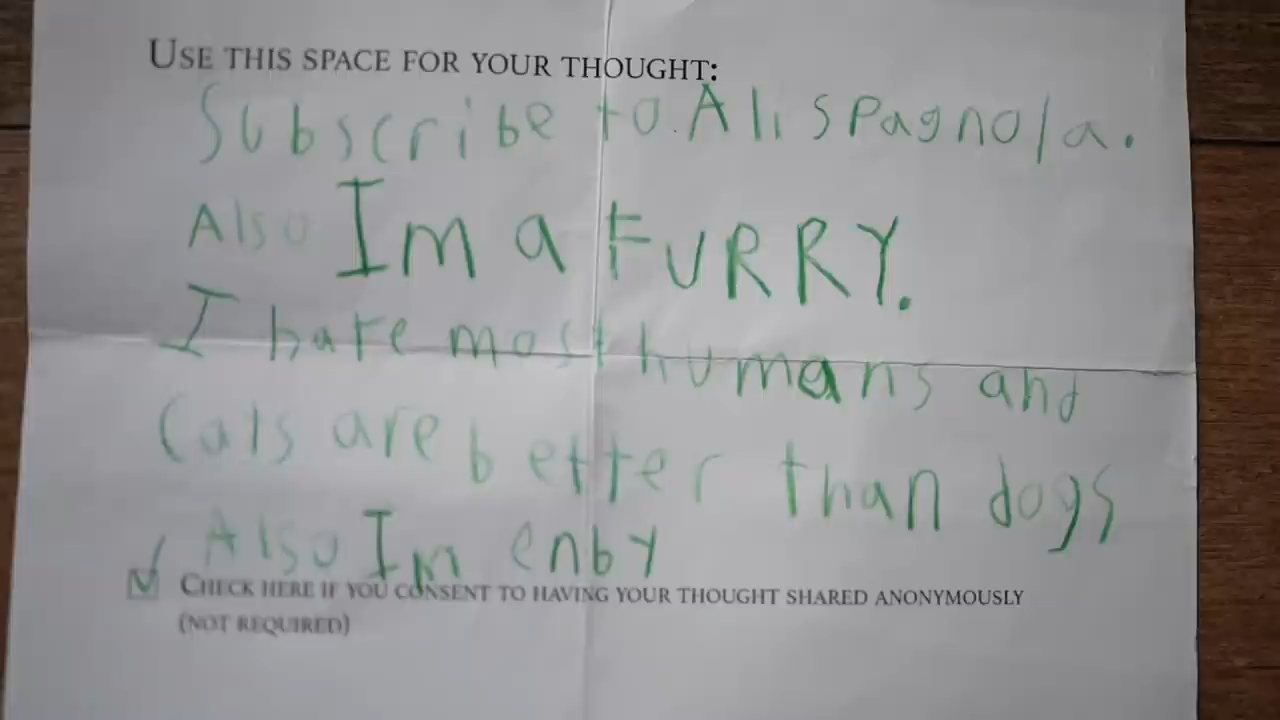 USE THIS SPACE FOR YOUR THOUGHT:
Subscribe to Alispagnola.
Also Im a FURRY.
I hate most humans and
Cats are better than dogs
Also Im enby
CHECK HERE IF YOU CONSENT TO HAVING YOUR THOUGHT SHARED ANONYMOUSLY
(NOT REQUIRED)